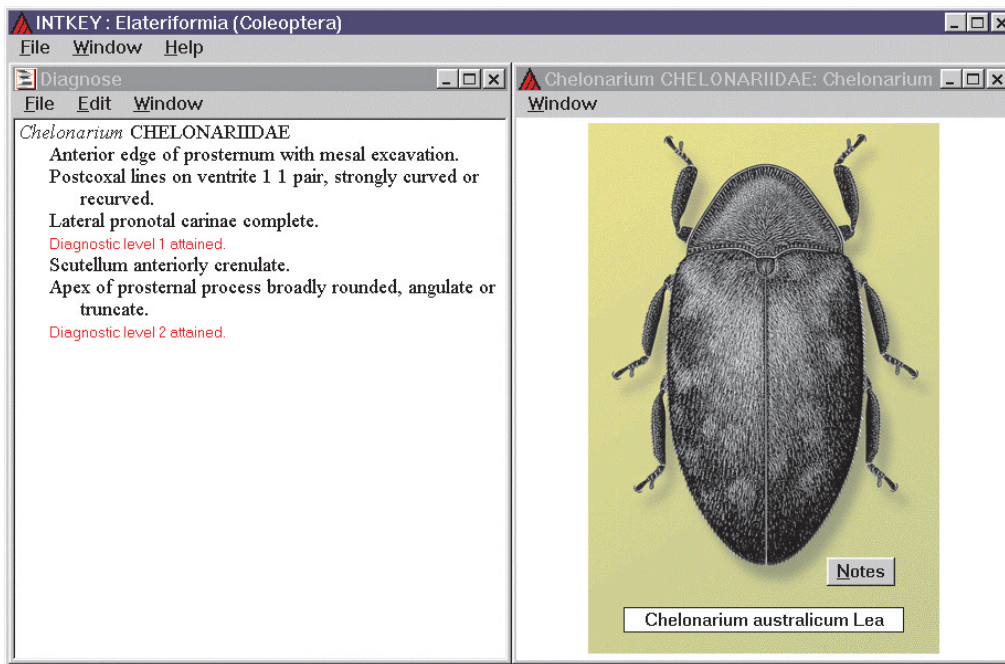 INTKEY : Elateriformia (Coleoptera)
File Window Help
Diagnose
File Edit Window
Chelonarium CHELONARIIDAE
Anterior edge of prosternum with mesal excavation.
Postcoxal lines on ventrite 1 1 pair, strongly curved or
recurved.
Lateral pronotal carinae complete.
Diagnostic level 1 attained.
Scutellum anteriorly crenulate.
Apex of prosternal process broadly rounded, angulate or
truncate.
Diagnostic level 2 attained.
Chelonarium CHELONARIIDAE: Chelonarium
Window
Notes
Chelonarium australicum Lea